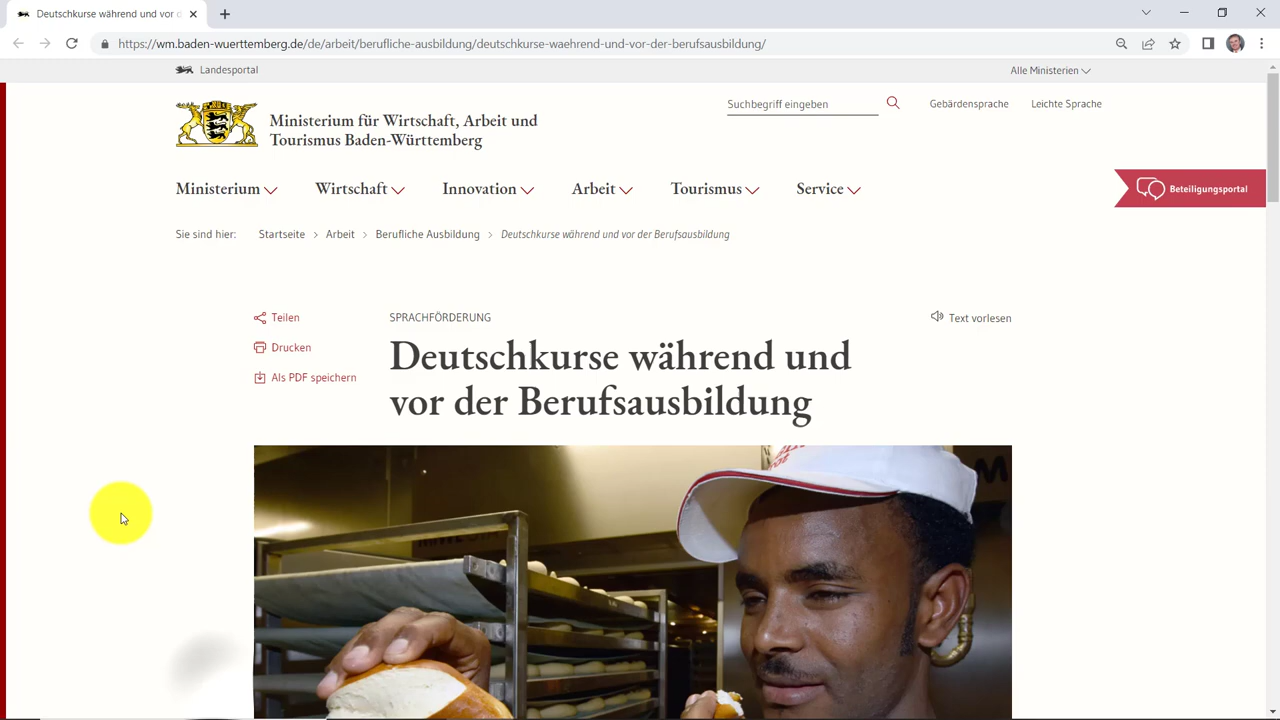 Deutschkurse während und vor d
https://wm.baden-wuerttemberg.de/de/arbeit/berufliche-ausbildung/deutschkurse-waehrend-und-vor-der-berufsausbildung/
Landesportal
Alle Ministerien
Ministerium für Wirtschaft, Arbeit und
Tourismus Baden-Württemberg
Suchbegriff eingeben
Gebärdensprache
Leichte Sprache
Ministerium
Wirtschaft
Innovation
Arbeit
Tourismus
Service
Beteiligungsportal
Sie sind hier: Startseite > Arbeit > Berufliche Ausbildung > Deutschkurse während und vor der Berufsausbildung
Teilen
Drucken
Als PDF speichern
SPRACHFÖRDERUNG
Text vorlesen
Deutschkurse während und
vor der Berufsausbildung